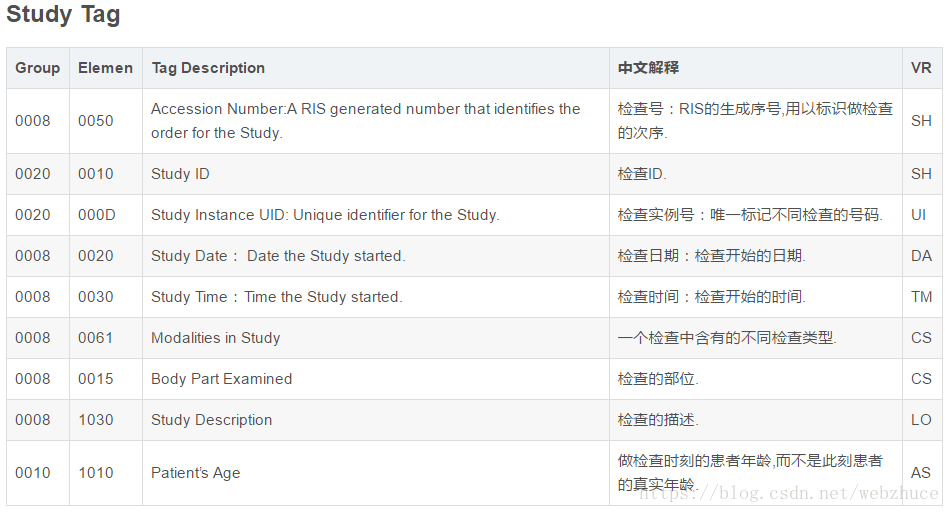 Study Tag
Group Elemen Tag Description 中文解释 VR
0008 0050 Accession Number:A RIS generated number that identifies the order for the Study. 检查号：RIS的生成序号,用以标识做检查的次序. SH
0020 0010 Study ID 检查ID. SH
0020 000D Study Instance UID: Unique identifier for the Study. 检查实例号：唯一标记不同检查的号码. UI
0008 0020 Study Date： Date the Study started. 检查日期：检查开始的日期. DA
0008 0030 Study Time：Time the Study started. 检查时间：检查开始的时间. TM
0008 0061 Modalities in Study 一个检查中含有的不同检查类型. CS
0008 0015 Body Part Examined 检查的部位. CS
0008 1030 Study Description 检查的描述. LO
0010 1010 Patient’s Age 做检查时刻的患者年龄,而不是此刻患者的真实年龄. AS
https://blog.csdn.net/webzhuce